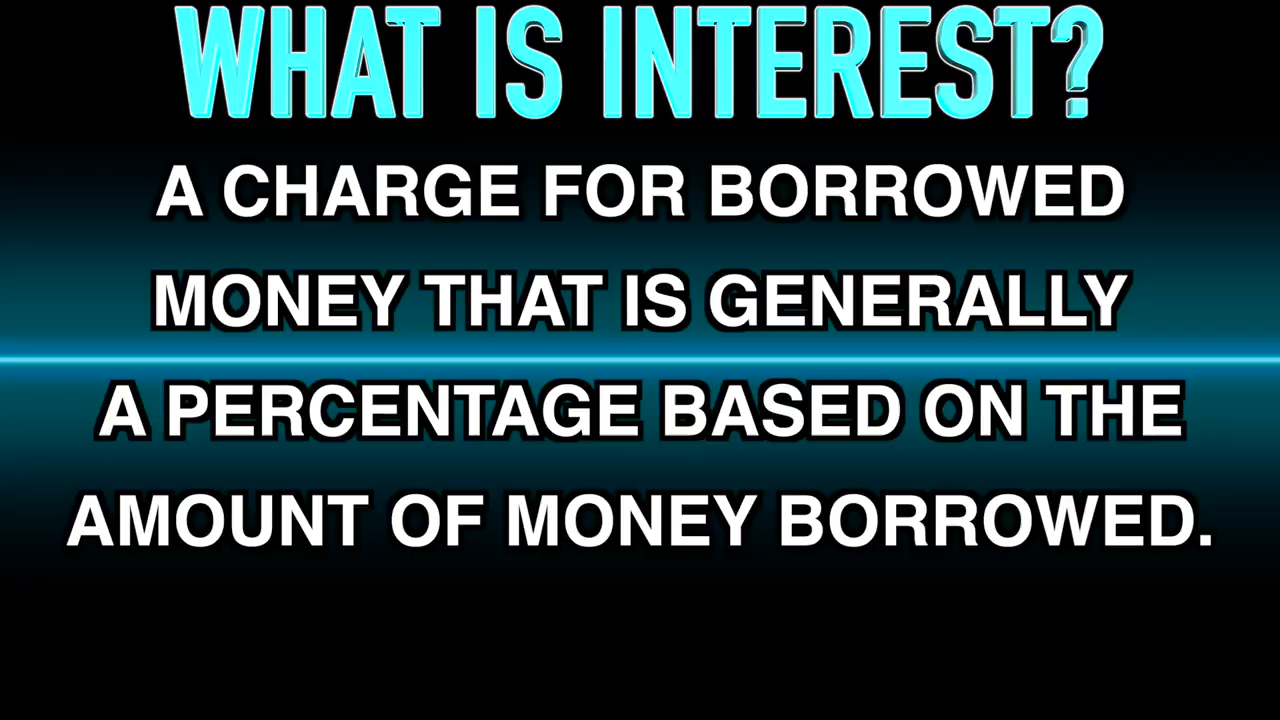 WHAT IS INTEREST?
A CHARGE FOR BORROWED
MONEY THAT IS GENERALLY
A PERCENTAGE BASED ON THE
AMOUNT OF MONEY BORROWED.